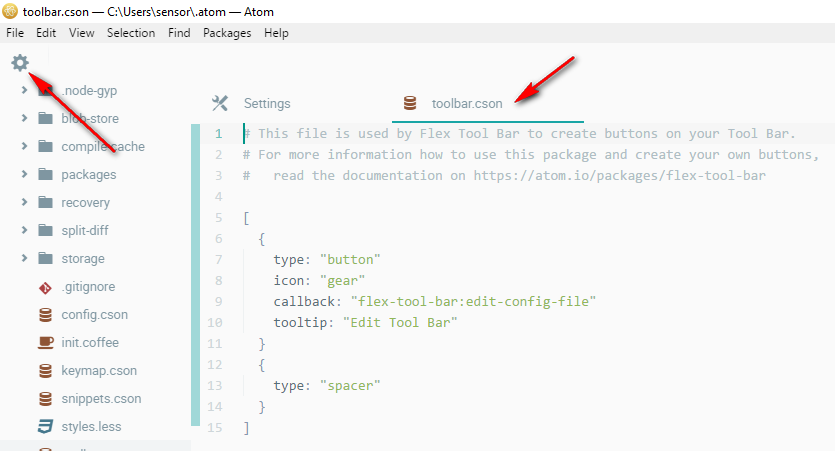 toolbar.cson — C:\Users\sensor\.atom — Atom
File Edit View Selection Find Packages Help
.node-gyp
blob-store
compile-cache
packages
recovery
split-diff
storage
.gitignore
config.cson
init.coffee
keymap.cson
snippets.cson
styles.less
Settings
toolbar.cson
1 # This file is used by Flex Tool Bar to create buttons on your Tool Bar.
2 # For more information how to use this package and create your own buttons,
3 #   read the documentation on https://atom.io/packages/flex-tool-bar
4
5 [
6   {
7     type: "button"
8     icon: "gear"
9     callback: "flex-tool-bar:edit-config-file"
10     tooltip: "Edit Tool Bar"
11   }
12   {
13     type: "spacer"
14   }
15 ]